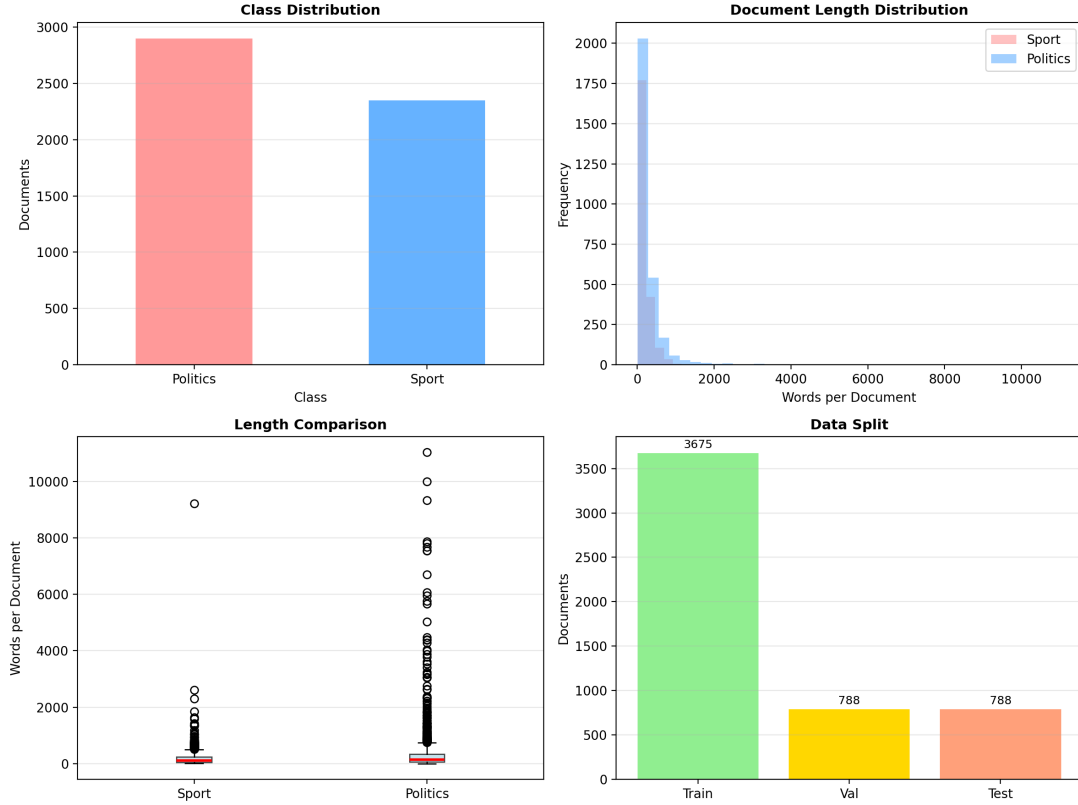 Class Distribution
3000
2500
2000
1500
1000
500
0
Documents
Politics Sport
Class
Document Length Distribution
Sport
Politics
2000
1750
1500
1250
1000
750
500
250
0
Frequency
0 2000 4000 6000 8000 10000
Words per Document
Length Comparison
10000
8000
6000
4000
2000
0
Words per Document
Sport Politics
Data Split
3675
788 788
3500
3000
2500
2000
1500
1000
500
0
Documents
Train Val Test